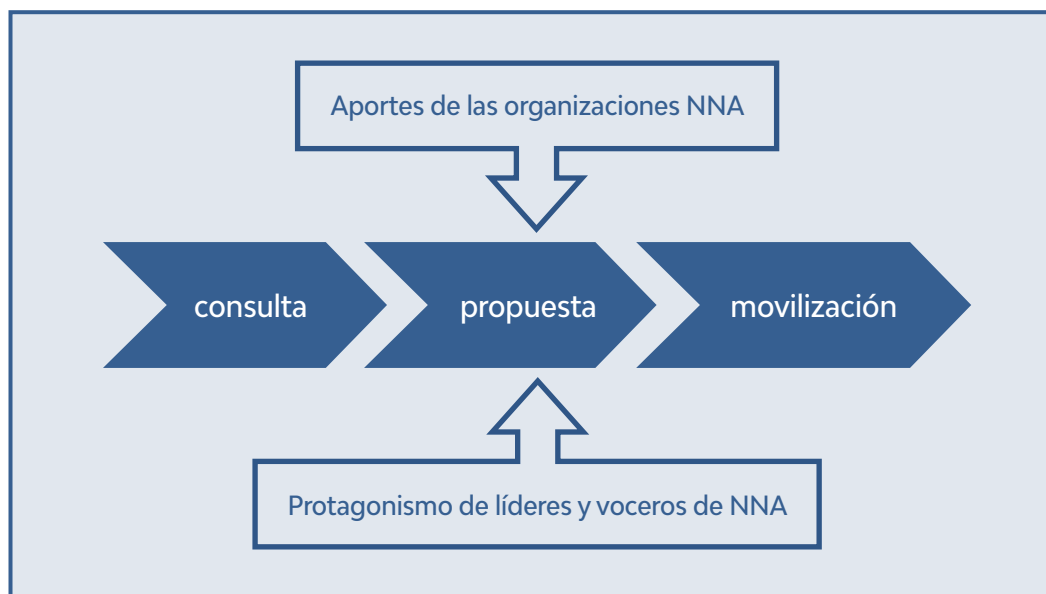 Aportes de las organizaciones NNA
consulta
propuesta
movilización
Protagonismo de líderes y voceros de NNA